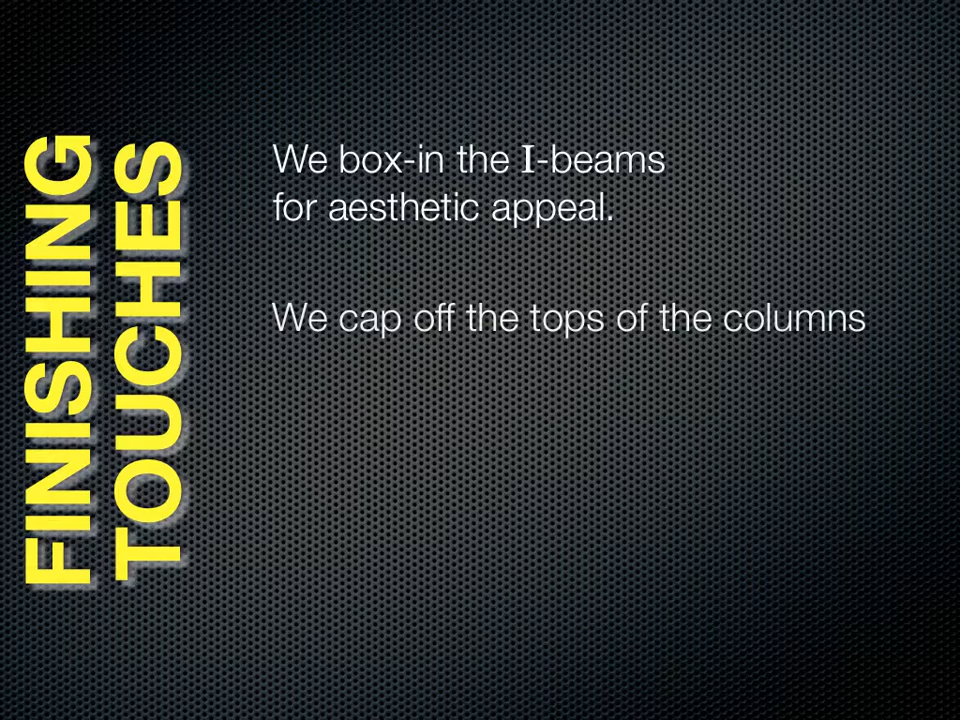 FINISHING
TOUCHES
We box-in the I-beams
for aesthetic appeal.
We cap off the tops of the columns